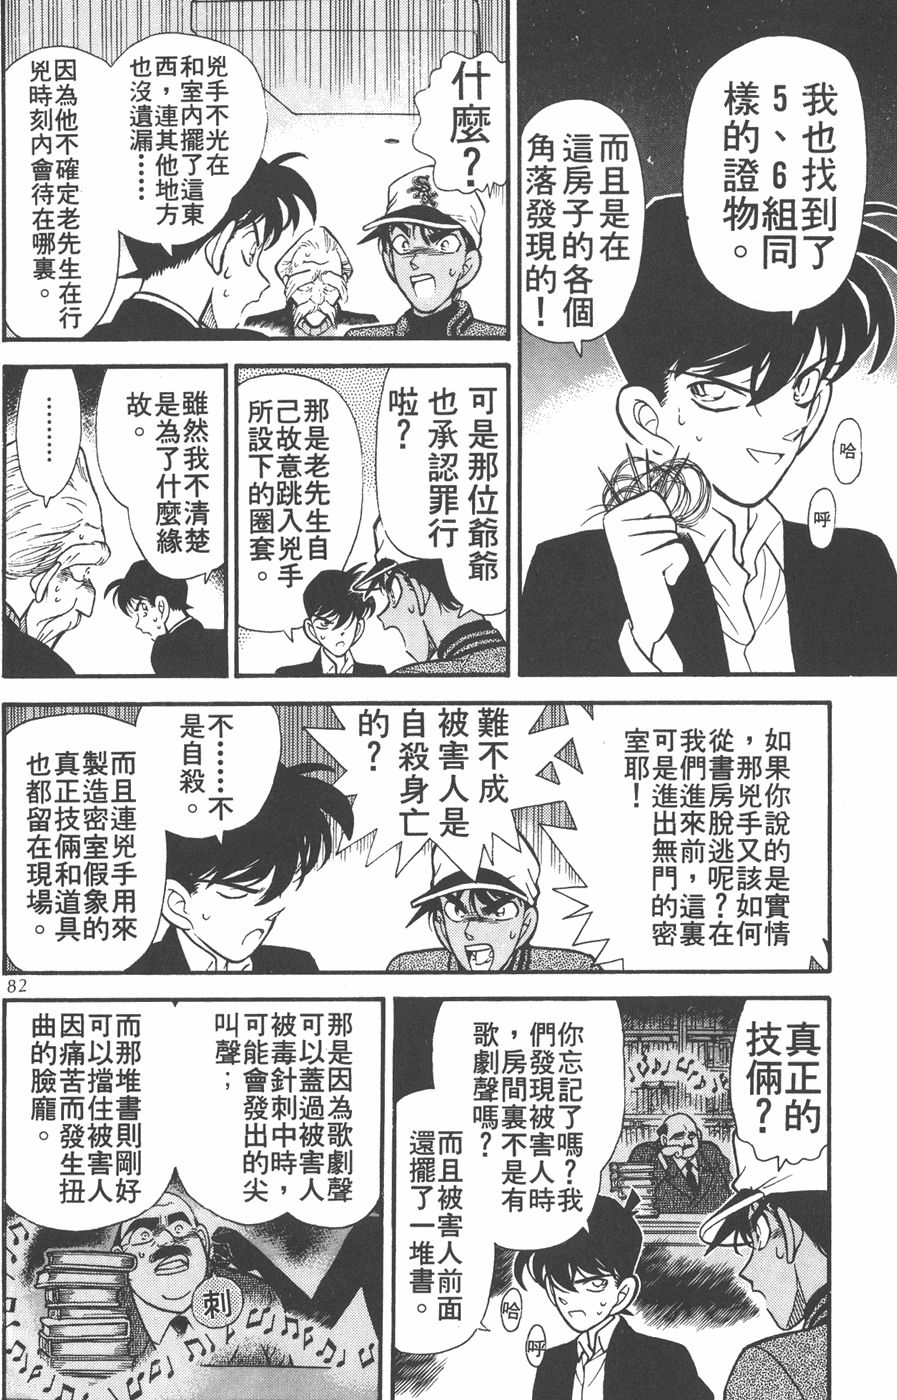 我也找到了
5、6組同
樣的證物。
而且是在
這房子的各個
角落發現的！
哈
呼
什麼？
兇手不光在
和室內擺了這東
西，連其他地方
也沒遺漏……
因為他不確定老先生在行
兇時刻內會待在哪裏。
可是那位爺爺
也承認罪行
啦？
那是老先生自
己故意跳入兇手
所設下的圈套。
雖然我不清楚
是為了什麼緣
故。
………
如果你說的是實情
，那兇手又該如何
從書房脫逃呢？在
我們進來前，這裏
可是進出無門的密
室耶！
難不成
被害人是
自殺身亡
的？
不……不
是自殺。
而且連兇手用來
製造密室假象的
真正技倆和道具
也都留在現場。
82
真正的
技倆？
你忘記了嗎？我
們發現被害人時
，房間裏不是有
歌劇聲嗎？
而且被害人前面
還擺了一堆書。
哈
呼
那是因為歌劇聲
可以蓋過被害人
被毒針刺中時，
可能會發出的尖
叫聲；
而那堆書則剛好
可以擋住被害人
因痛苦而發生扭
曲的臉龐。
刺